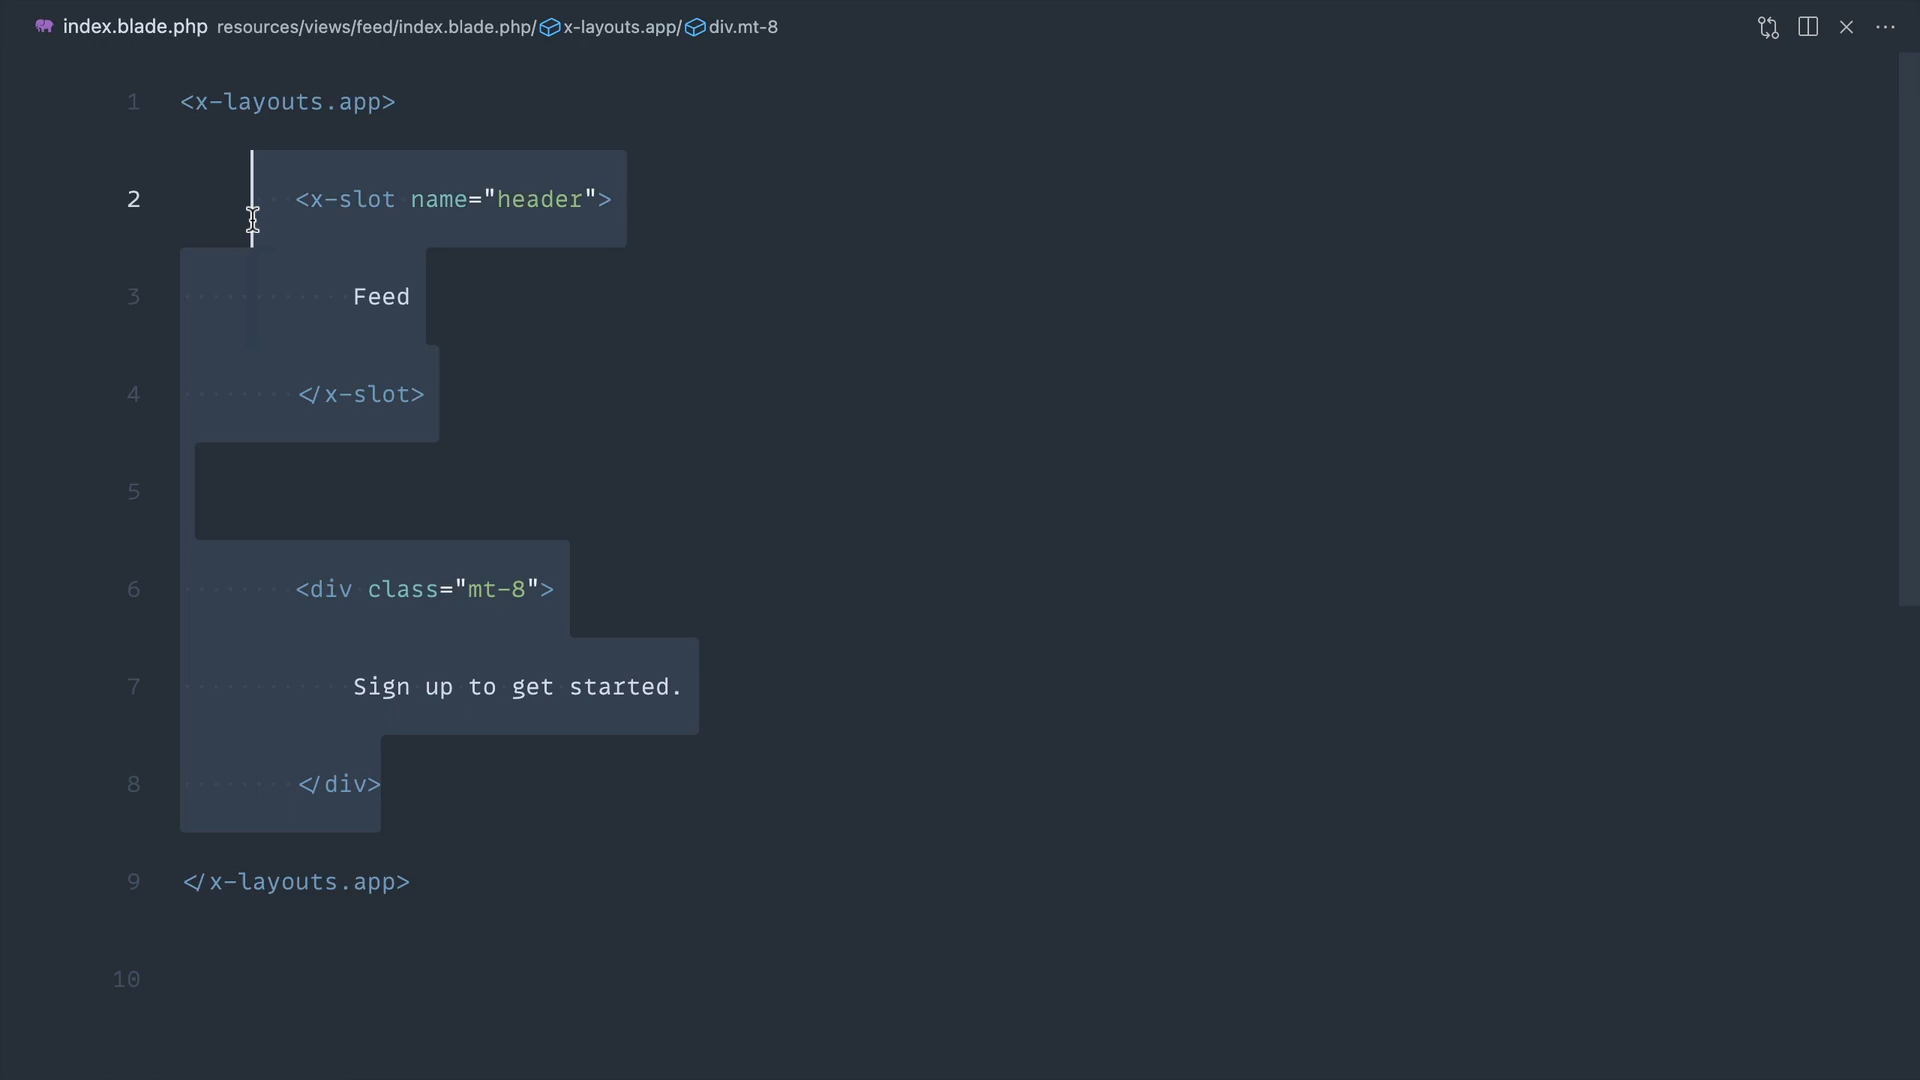 index.blade.php resources/views/feed/index.blade.php/ x-layouts.app/ div.mt-8
1 <x-layouts.app>
2 <x-slot name="header">
3 Feed
4 </x-slot>
5
6 <div class="mt-8">
7 Sign up to get started.
8 </div>
9 </x-layouts.app>
10